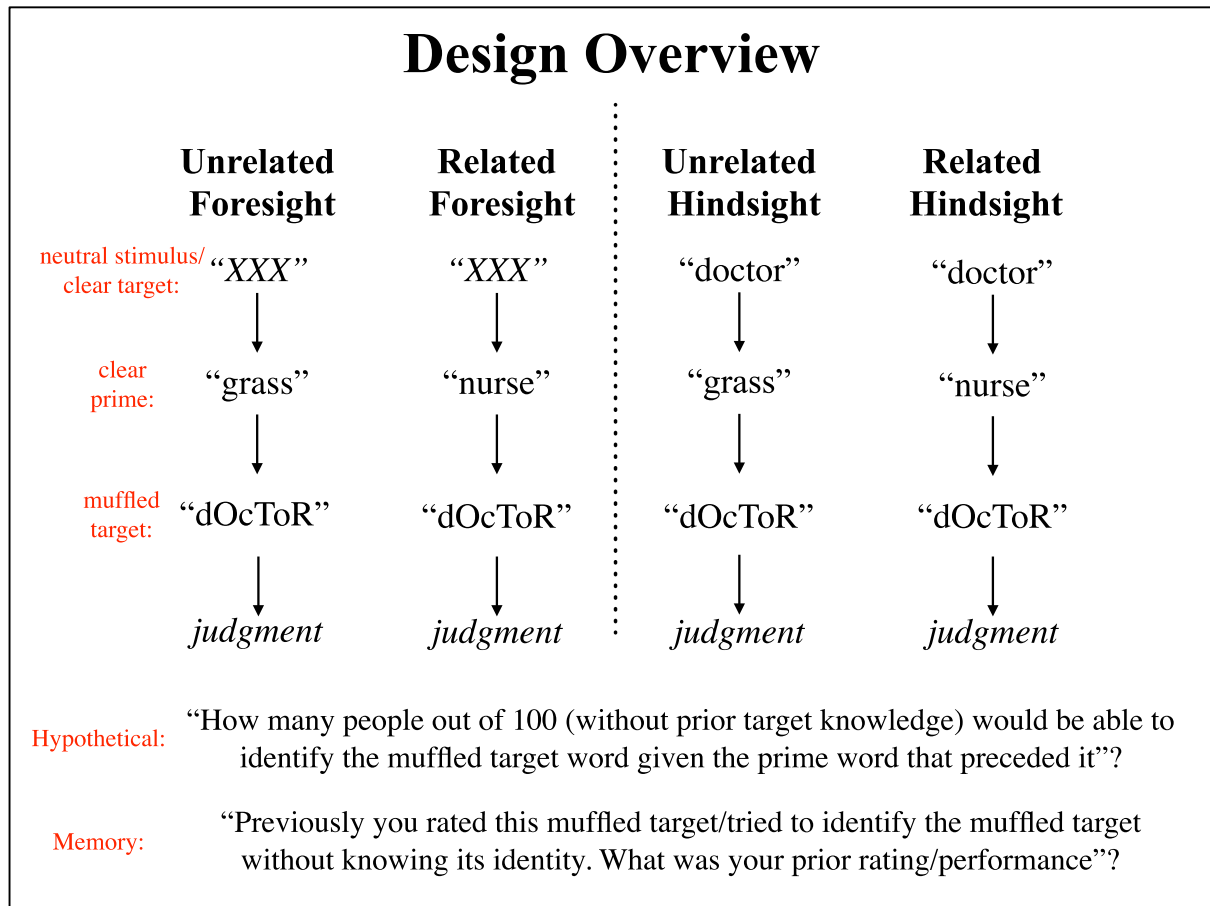 Design Overview
Unrelated Foresight
Related Foresight
Unrelated Hindsight
Related Hindsight
neutral stimulus/
clear target:
“XXX”
“XXX”
“doctor”
“doctor”
clear
prime:
“grass”
“nurse”
“grass”
“nurse”
muffled
target:
“dOcToR”
“dOcToR”
“dOcToR”
“dOcToR”
judgment
judgment
judgment
judgment
Hypothetical:
“How many people out of 100 (without prior target knowledge) would be able to
identify the muffled target word given the prime word that preceded it”?
Memory:
“Previously you rated this muffled target/tried to identify the muffled target
without knowing its identity. What was your prior rating/performance”?